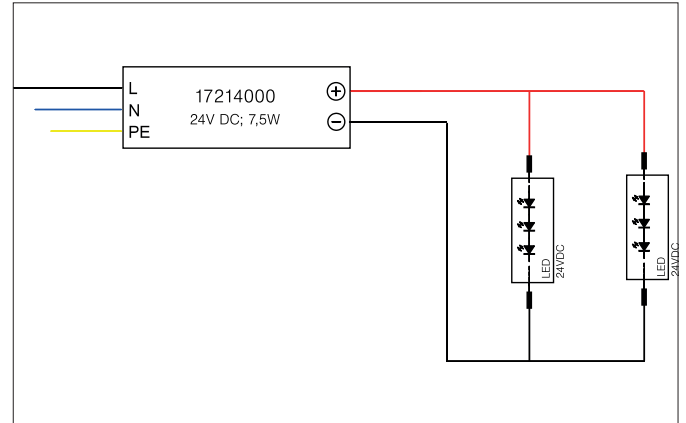 L
N
PE
17214000
24V DC; 7,5W
+
−
LED
24VDC
LED
24VDC